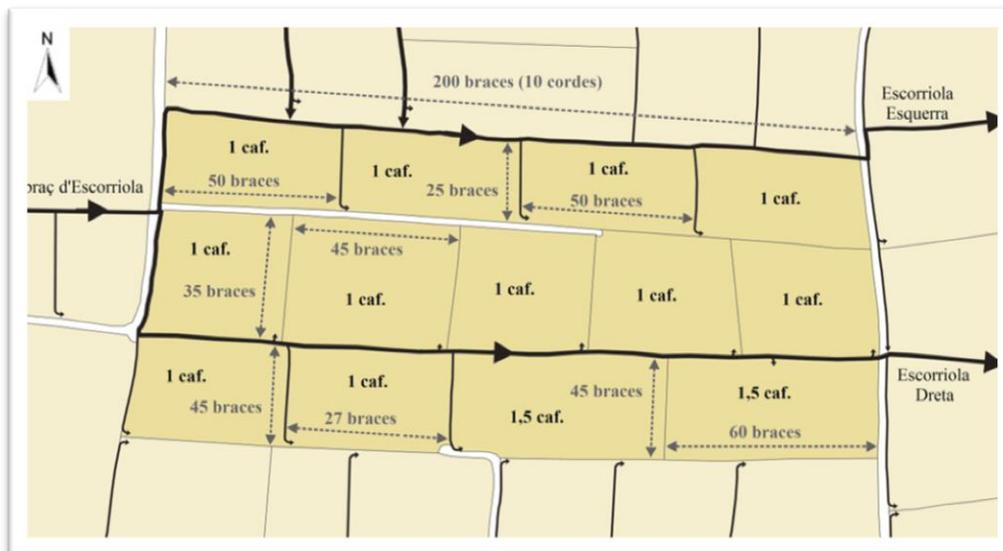 N
200 braces (10 cordes)
Escorriola
Esquerra
1 caf.
1 caf.
1 caf.
1 caf.
50 braces
25 braces
50 braces
braç d'Escorriola
1 caf.
45 braces
35 braces
1 caf.
1 caf.
1 caf.
1 caf.
1 caf.
1 caf.
45 braces
27 braces
1,5 caf.
45 braces
1,5 caf.
60 braces
Escorriola
Dreta